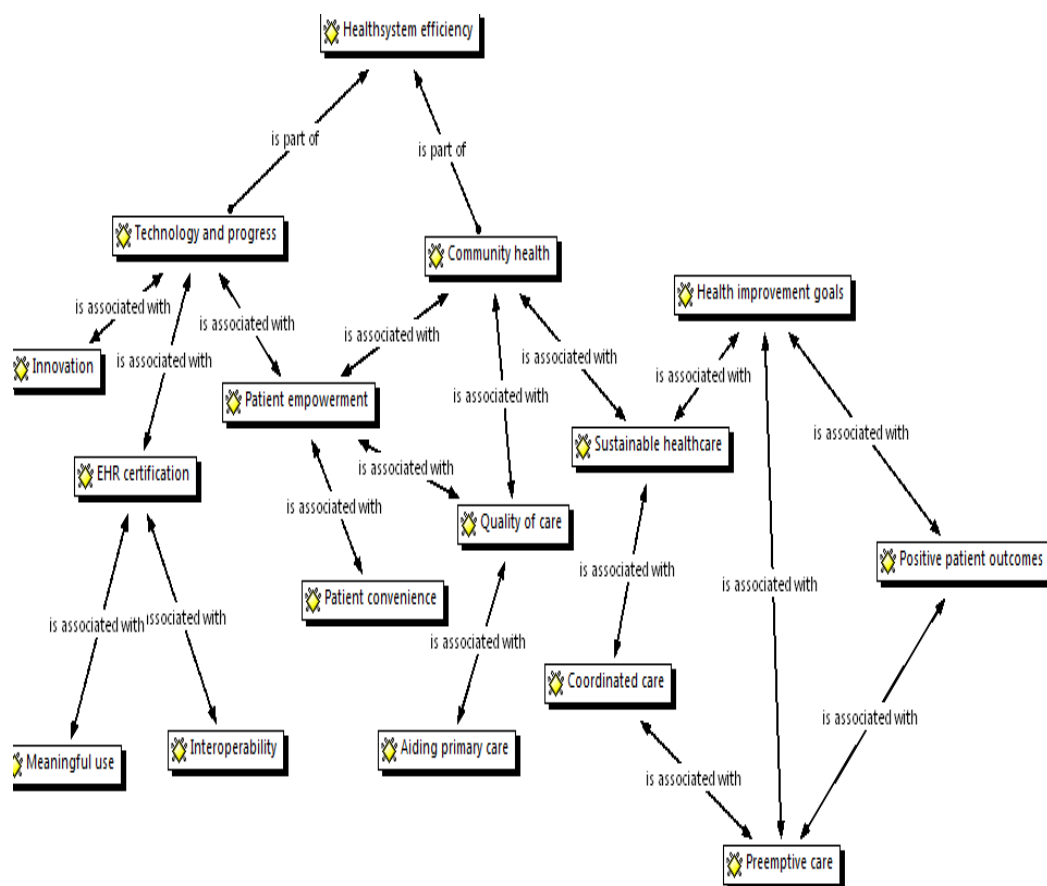 Healthsystem efficiency
is part of
is part of
Technology and progress
Community health
Health improvement goals
is associated with
is associated with
is associated with
is associated with
is associated with
is associated with
Innovation
is associated with
Patient empowerment
is associated with
is associated with
Sustainable healthcare
EHR certification
is associated with
is associated with
Quality of care
Positive patient outcomes
is associated with
is associated with
Patient convenience
is associated with
associated with
is associated with
Coordinated care
is associated with
Meaningful use
Interoperability
Aiding primary care
is associated with
Preemptive care